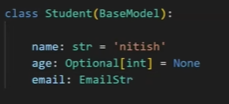 class Student(BaseModel):
name: str = 'nitish'
age: Optional[int] = None
email: EmailStr